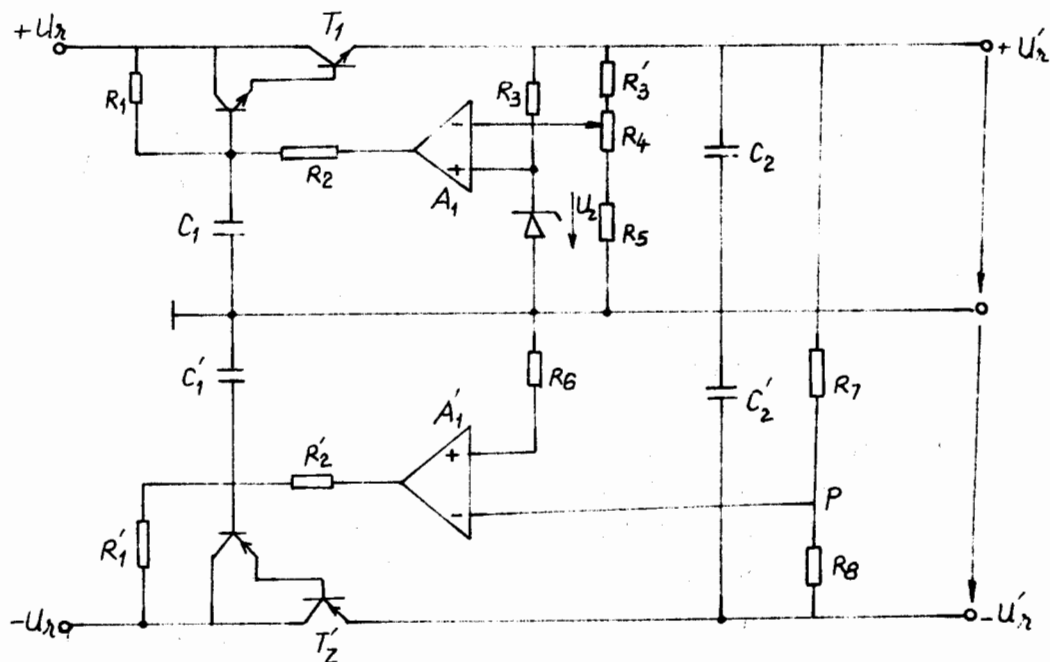 +Ur
T1
+U'r
R1
R3
R'3
R4
-
+
R2
A1
C2
C1
Uz
R5
C'1
R6
A'1
C'2
R7
R'2
+
-
P
R'1
R8
-Ur
T'2
-U'r